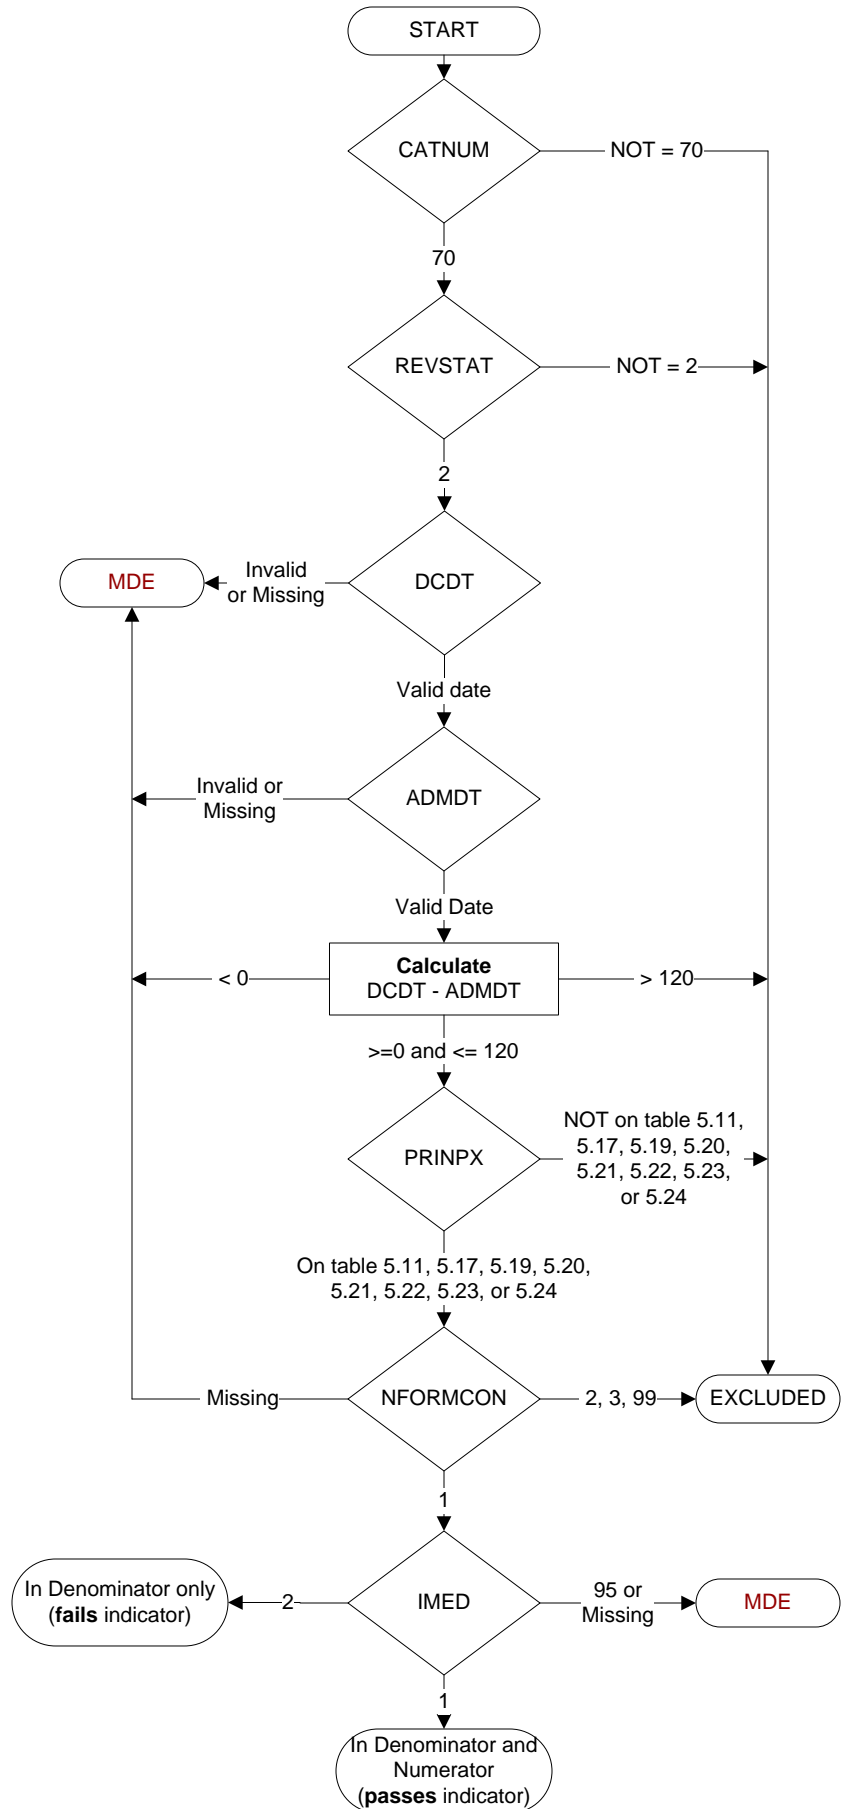 START
CATNUM
NOT = 70
70
REVSTAT
NOT = 2
2
MDE
Invalid
or Missing
DCDT
Valid date
Invalid or
Missing
ADMDT
Valid Date
< 0
Calculate
DCDT - ADMDT
> 120
>=0 and <= 120
PRINPX
NOT on table 5.11,
5.17, 5.19, 5.20,
5.21, 5.22, 5.23,
or 5.24
On table 5.11, 5.17, 5.19, 5.20,
5.21, 5.22, 5.23, or 5.24
Missing
NFORMCON
2, 3, 99
EXCLUDED
1
In Denominator only
(fails indicator)
2
IMED
95 or
Missing
MDE
1
In Denominator and
Numerator
(passes indicator)